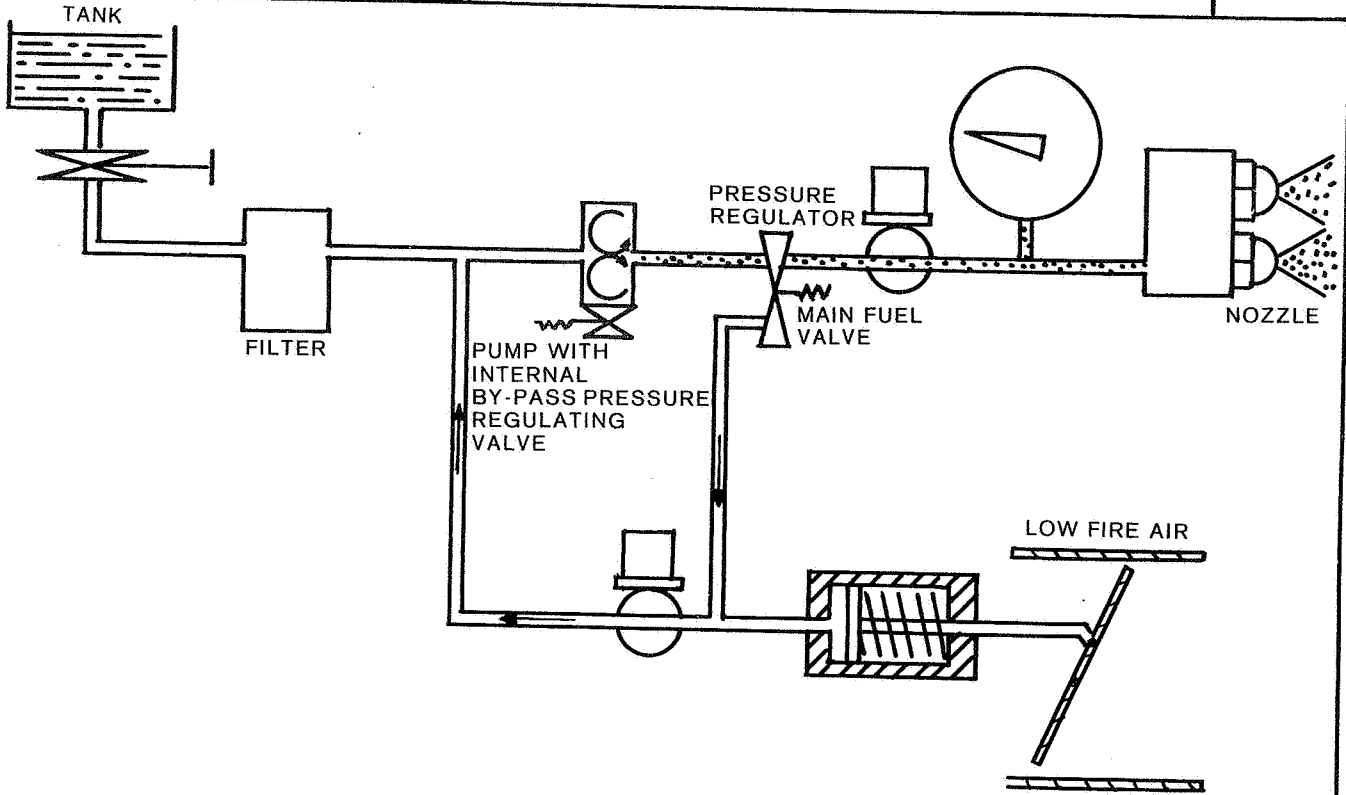 TANK
PRESSURE
REGULATOR
MAIN FUEL
VALVE
NOZZLE
FILTER
PUMP WITH
INTERNAL
BY-PASS PRESSURE
REGULATING
VALVE
LOW FIRE AIR